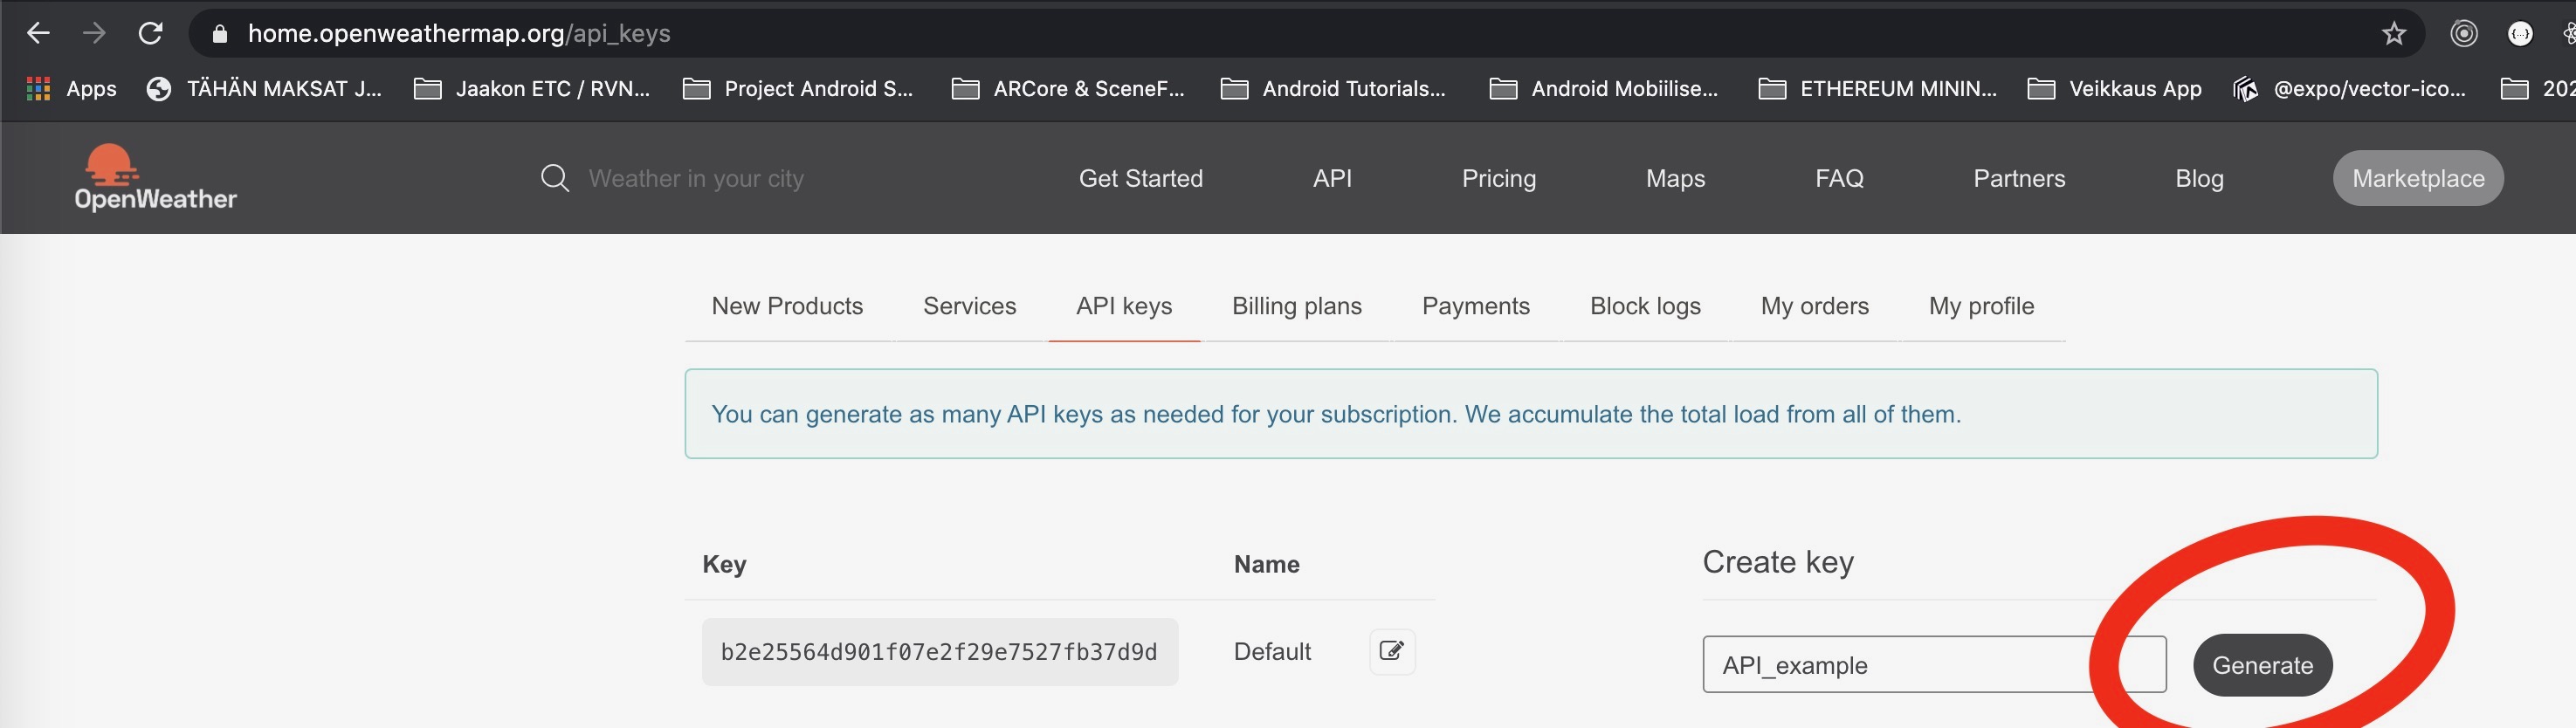 home.openweathermap.org/api_keys
Apps TÄHÄN MAKSAT J... Jaakon ETC / RVN... Project Android S... ARCore & SceneF... Android Tutorials... Android Mobiilise... ETHEREUM MININ... Veikkaus App @expo/vector-ico... 202
OpenWeather Weather in your city Get Started API Pricing Maps FAQ Partners Blog Marketplace
New Products Services API keys Billing plans Payments Block logs My orders My profile
You can generate as many API keys as needed for your subscription. We accumulate the total load from all of them.
Key Name Create key
b2e25564d901f07e2f29e7527fb37d9d Default API_example Generate